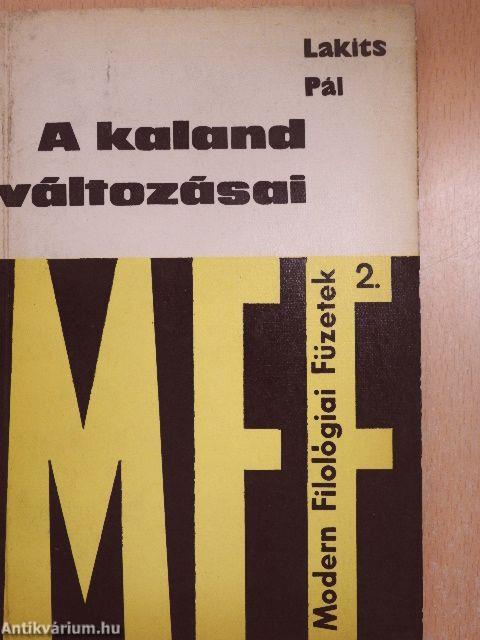 Lakits
Pál
A kaland
változásai
MFF
Modern Filológiai Füzetek 2.
Antikvárium.hu